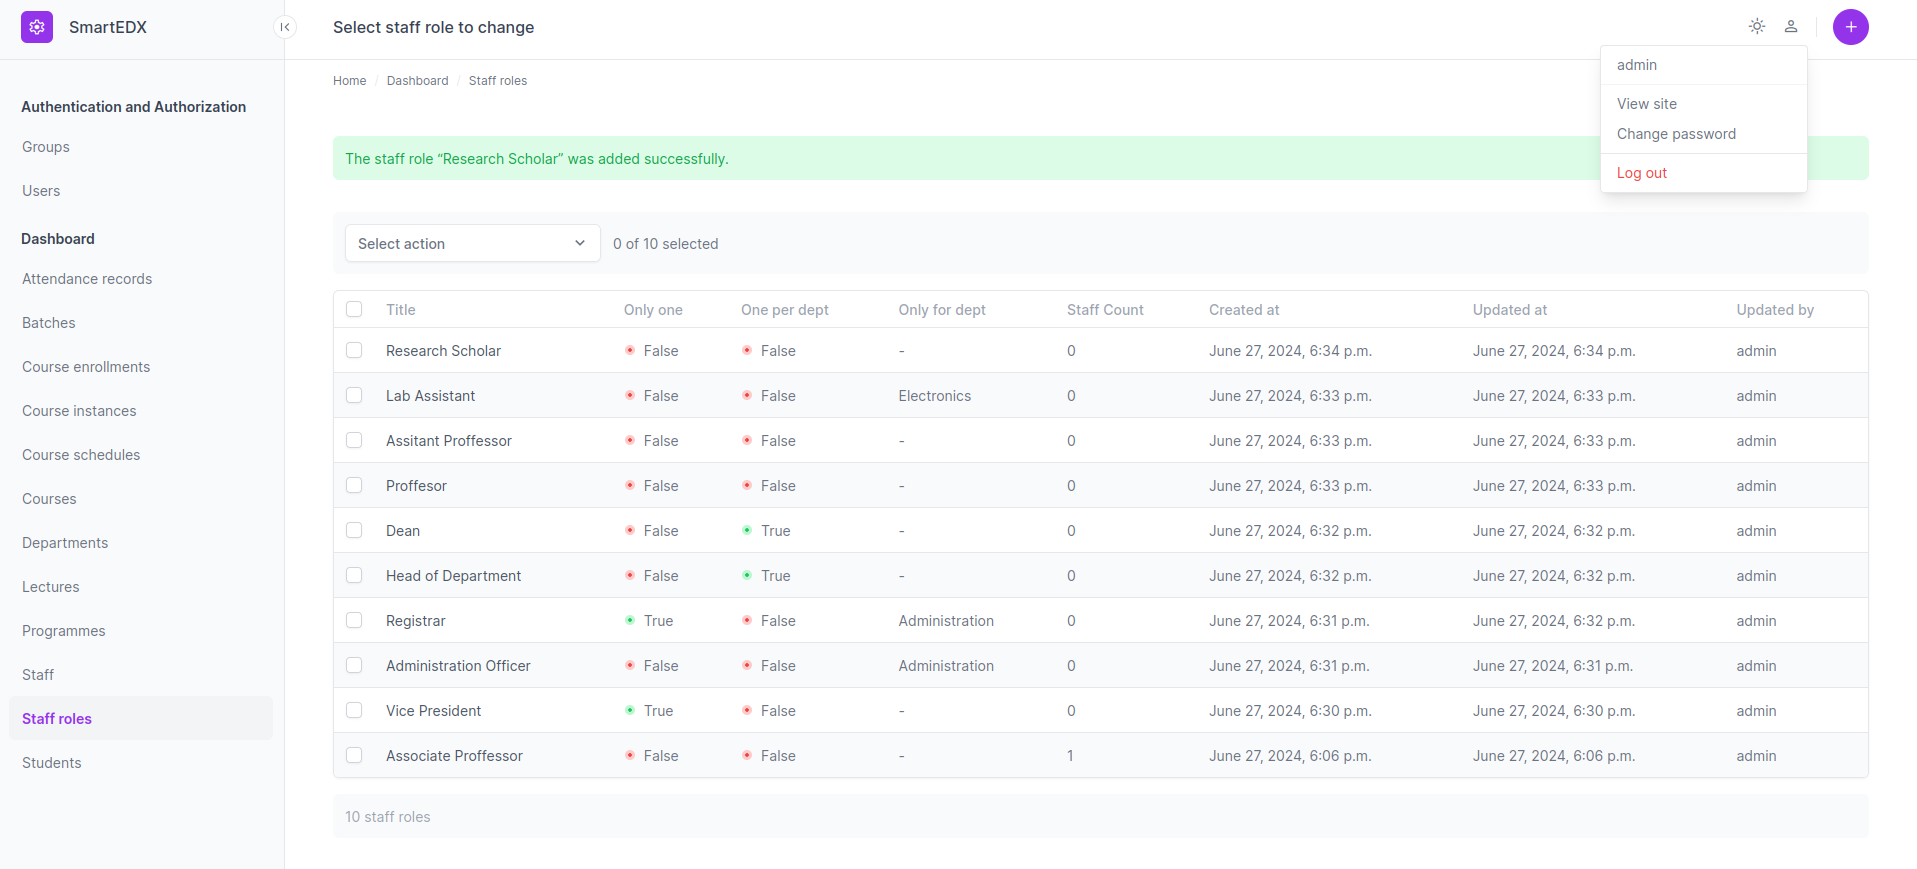 SmartEDX
Select staff role to change
admin
View site
Change password
Log out
Home / Dashboard / Staff roles
Authentication and Authorization
Groups
Users
Dashboard
Attendance records
Batches
Course enrollments
Course instances
Course schedules
Courses
Departments
Lectures
Programmes
Staff
Staff roles
Students
The staff role “Research Scholar” was added successfully.
Select action 0 of 10 selected
Title Only one One per dept Only for dept Staff Count Created at Updated at Updated by
Research Scholar False False - 0 June 27, 2024, 6:34 p.m. June 27, 2024, 6:34 p.m. admin
Lab Assistant False False Electronics 0 June 27, 2024, 6:33 p.m. June 27, 2024, 6:33 p.m. admin
Assitant Proffessor False False - 0 June 27, 2024, 6:33 p.m. June 27, 2024, 6:33 p.m. admin
Proffesor False False - 0 June 27, 2024, 6:33 p.m. June 27, 2024, 6:33 p.m. admin
Dean False True - 0 June 27, 2024, 6:32 p.m. June 27, 2024, 6:32 p.m. admin
Head of Department False True - 0 June 27, 2024, 6:32 p.m. June 27, 2024, 6:32 p.m. admin
Registrar True False Administration 0 June 27, 2024, 6:31 p.m. June 27, 2024, 6:32 p.m. admin
Administration Officer False False Administration 0 June 27, 2024, 6:31 p.m. June 27, 2024, 6:31 p.m. admin
Vice President True False - 0 June 27, 2024, 6:30 p.m. June 27, 2024, 6:30 p.m. admin
Associate Proffessor False False - 1 June 27, 2024, 6:06 p.m. June 27, 2024, 6:06 p.m. admin
10 staff roles